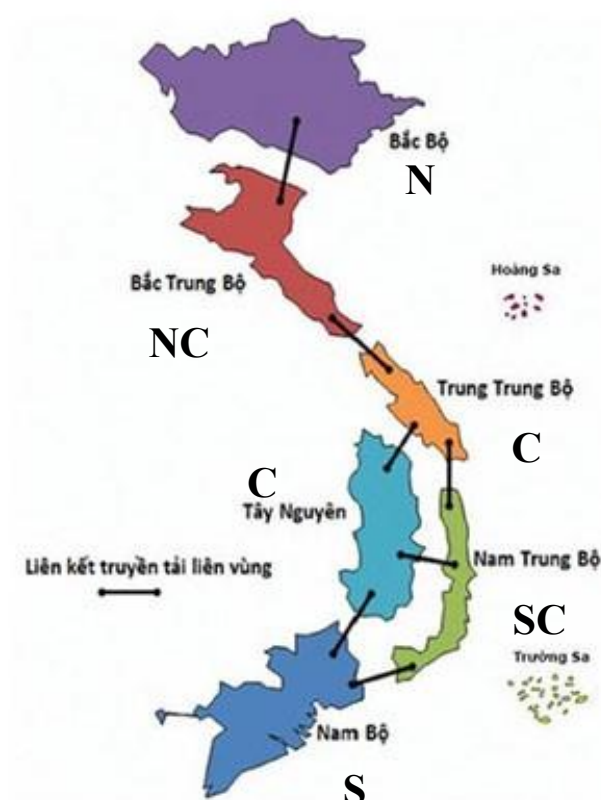 Bắc Bộ
N
Hoàng Sa
Bắc Trung Bộ
NC
Trung Trung Bộ
C
C
Tây Nguyên
Nam Trung Bộ
Liên kết truyền tải liên vùng
SC
Trường Sa
Nam Bộ
S